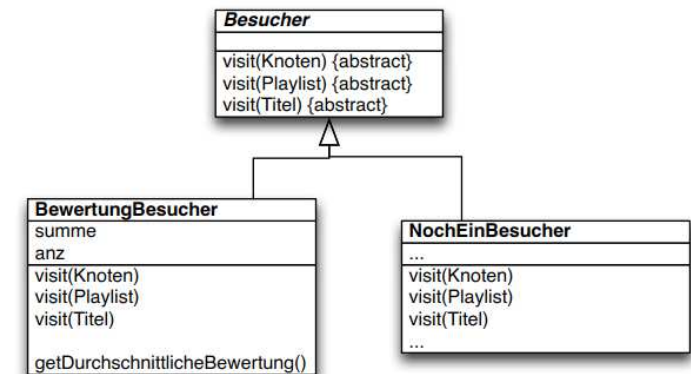 Besucher
visit(Knoten) {abstract}
visit(Playlist) {abstract}
visit(Titel) {abstract}
BewertungBesucher
summe
anz
visit(Knoten)
visit(Playlist)
visit(Titel)
getDurchschnittlicheBewertung()
NochEinBesucher
...
visit(Knoten)
visit(Playlist)
visit(Titel)
...